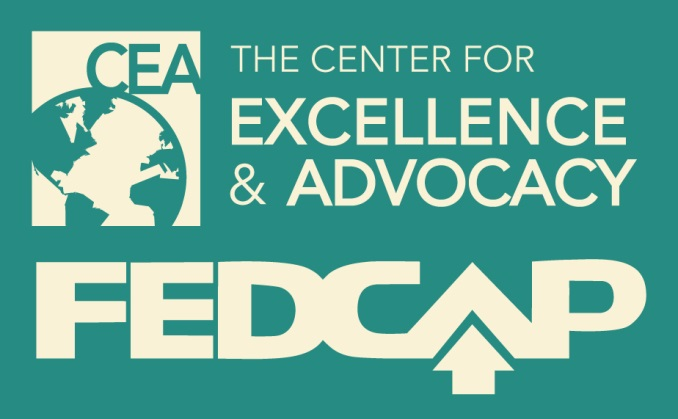 CEA
THE CENTER FOR
EXCELLENCE
& ADVOCACY
FEDCAP